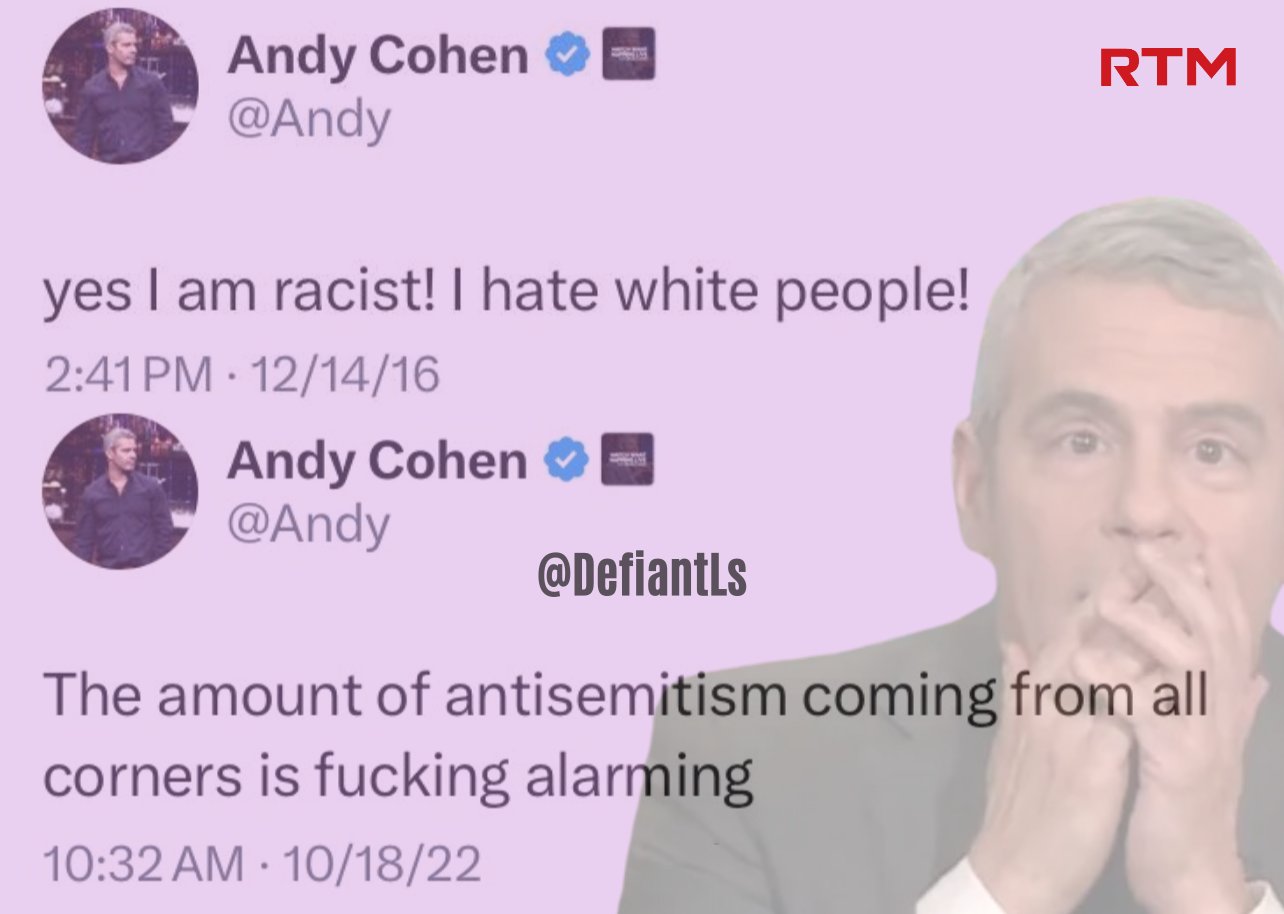 Andy Cohen
RTM
@Andy
yes I am racist! I hate white people!
2:41 PM · 12/14/16
Andy Cohen
@Andy
@DefiantLs
The amount of antisemitism coming from all
corners is fucking alarming
10:32 AM · 10/18/22